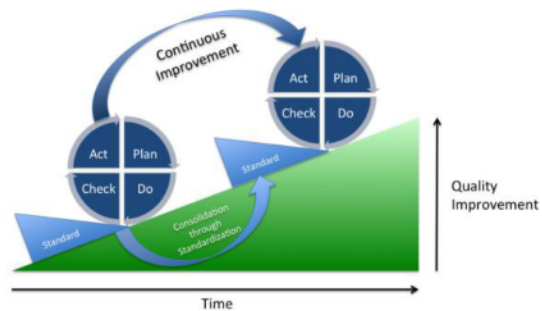 Continuous
Improvement
Act
Plan
Check
Do
Act
Plan
Check
Do
Standard
Standard
Consolidation
through
Standardization
Quality
Improvement
Time